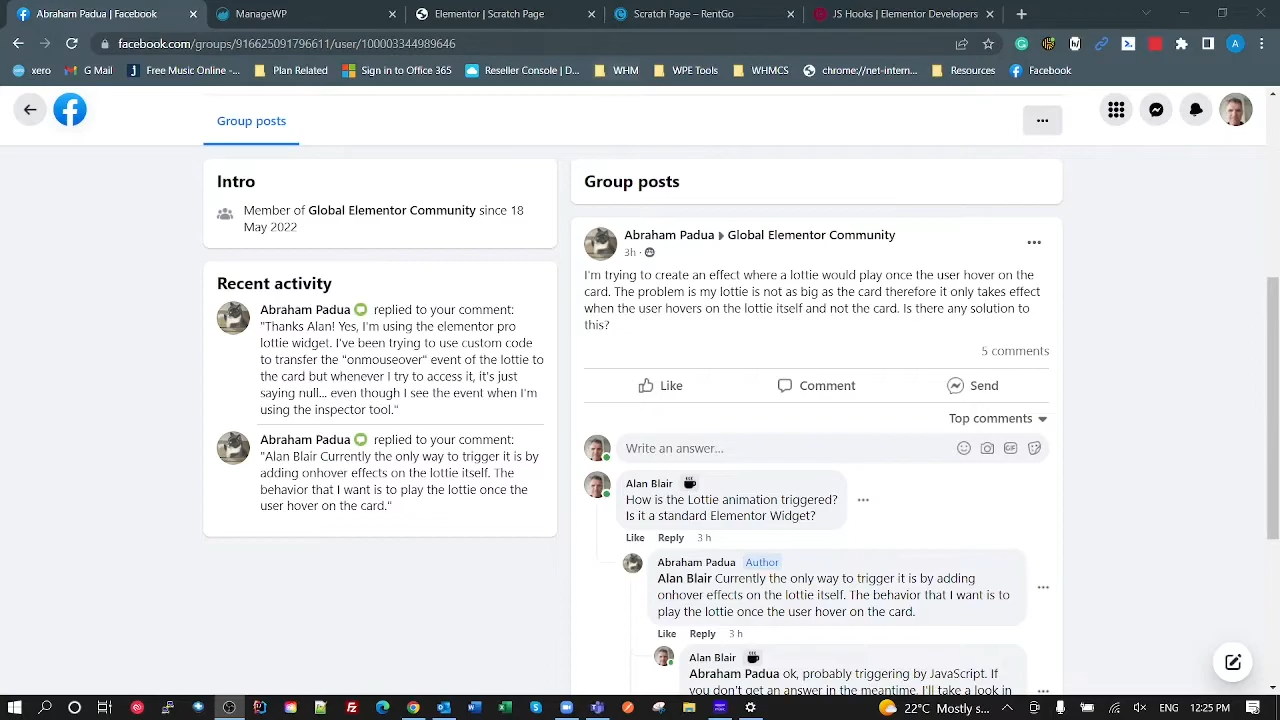 Abraham Padua | Facebook
ManageWP
Elementor | Scratch Page
Scratch Page – RentGo
JS Hooks | Elementor Developers
facebook.com/groups/916625091796611/user/100003344989646
xero
G Mail
Free Music Online -...
Plan Related
Sign in to Office 365
Reseller Console | D...
WHM
WPE Tools
WHMCS
chrome://net-intern...
Resources
Facebook
Group posts
Intro
Member of Global Elementor Community since 18
May 2022
Recent activity
Abraham Padua replied to your comment:
"Thanks Alan! Yes, I'm using the elementor pro
lottie widget. I've been trying to use custom code
to transfer the "onmouseover" event of the lottie to
the card but whenever I try to access it, it's just
saying null... even though I see the event when I'm
using the inspector tool."
Abraham Padua replied to your comment:
"Alan Blair Currently the only way to trigger it is by
adding onhover effects on the lottie itself. The
behavior that I want is to play the lottie once the
user hover on the card."
Group posts
Abraham Padua Global Elementor Community
3h ·
I'm trying to create an effect where a lottie would play once the user hover on the
card. The problem is my lottie is not as big as the card therefore it only takes effect
when the user hovers on the lottie itself and not the card. Is there any solution to
this?
5 comments
Like
Comment
Send
Top comments
Write an answer...
GIF
Alan Blair
How is the Lottie animation triggered?
Is it a standard Elementor Widget?
Like Reply 3 h
Abraham Padua Author
Alan Blair Currently the only way to trigger it is by adding
onhover effects on the lottie itself. The behavior that I want is to
play the lottie once the user hover on the card.
Like Reply 3 h
Alan Blair
Abraham Padua ok, probably triggering by JavaScript. If
you don't get an answer in the meantime, I'll take a look in
22°C Mostly s...
ENG
1:25 PM